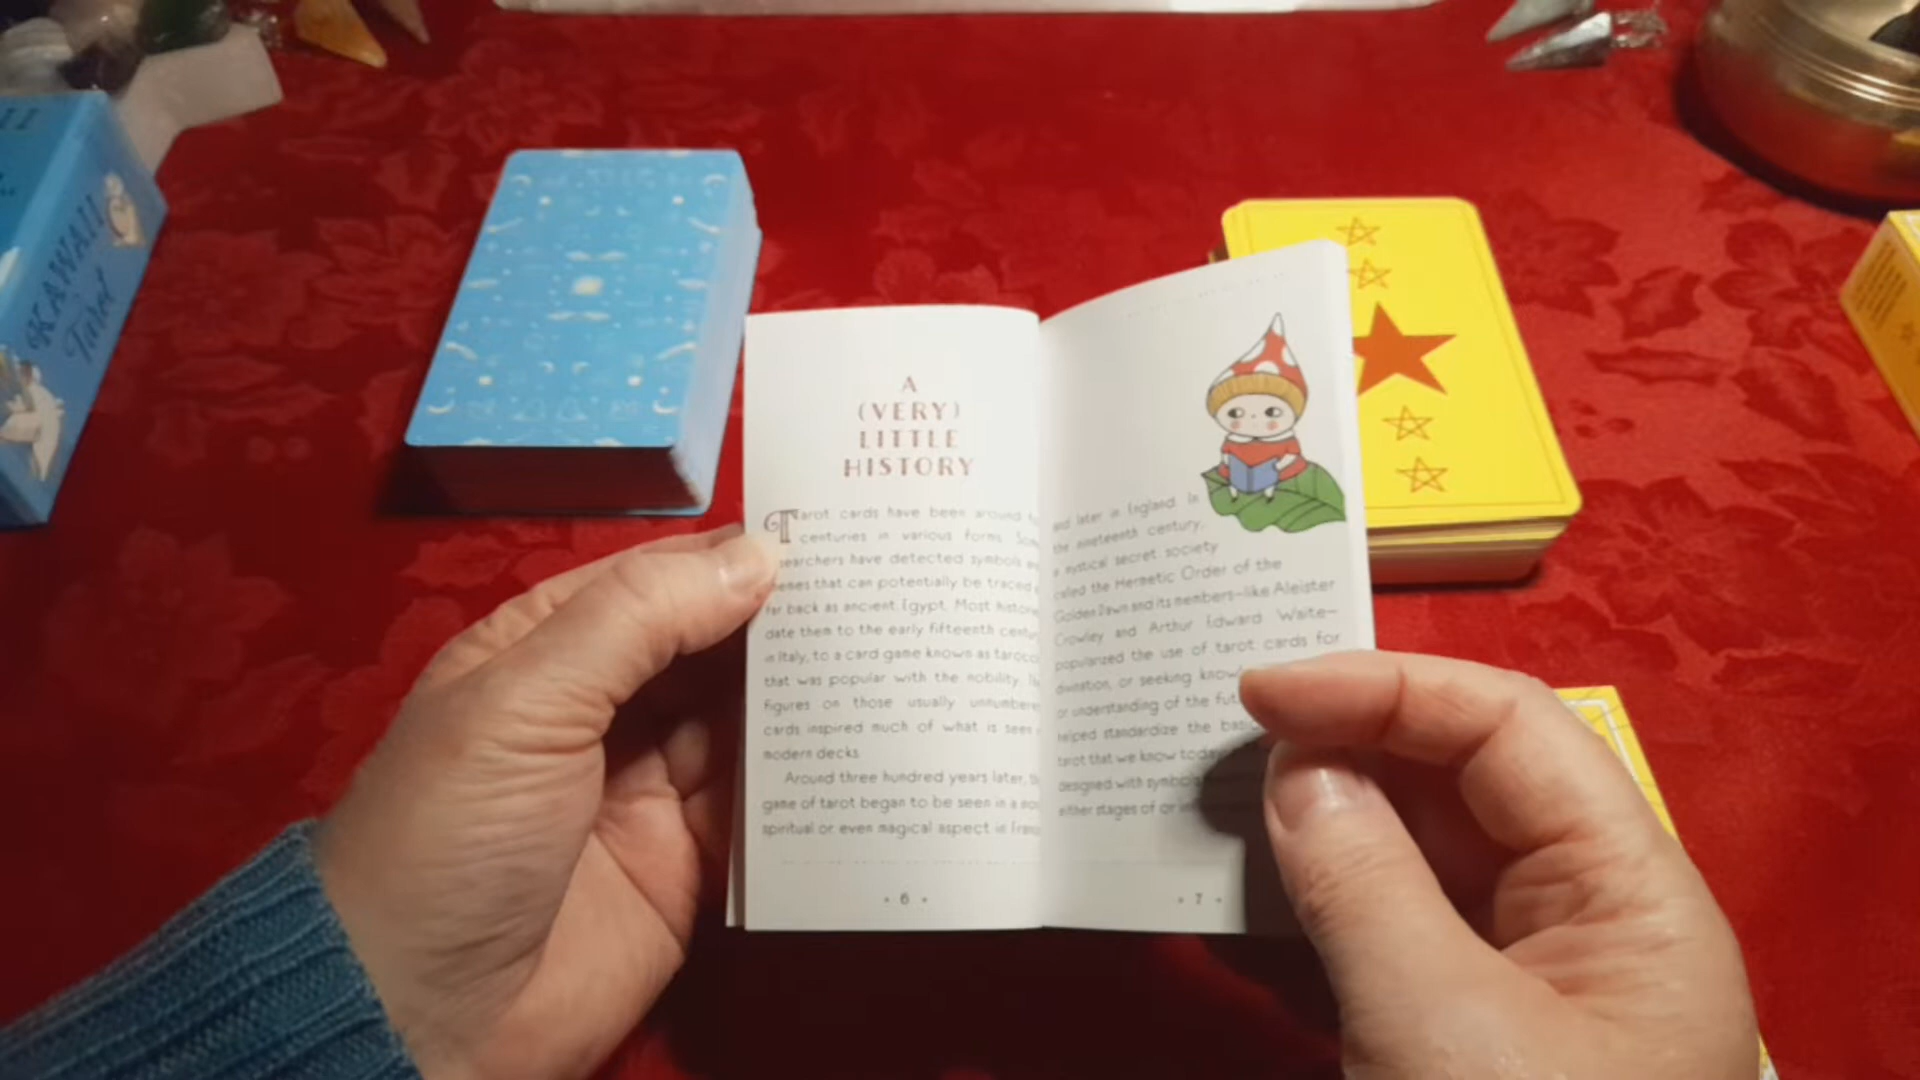 KAWAII
Tarot
A
(VERY)
LITTLE
HISTORY
Tarot cards have been around
centuries in various forms.
searchers have detected symbols
that can potentially be traced
back as ancient Egypt. Most
date them to the early fifteenth
in Italy, to a card game known as
that was popular with the nobility.
figures on those usually
cards inspired much of what is seen
modern decks.
Around three hundred years later,
game of tarot began to be seen in a
spiritual or even magical aspect in
6
and later in England. In
the nineteenth century,
a mystical secret society
called the Hermetic Order of the
Golden Dawn and its members—like Aleister
Crowley and Arthur Edward Waite—
popularized the use of tarot cards for
divination, or seeking
or understanding of the
helped standardize the
tarot that we know
designed with
either stages of or
7